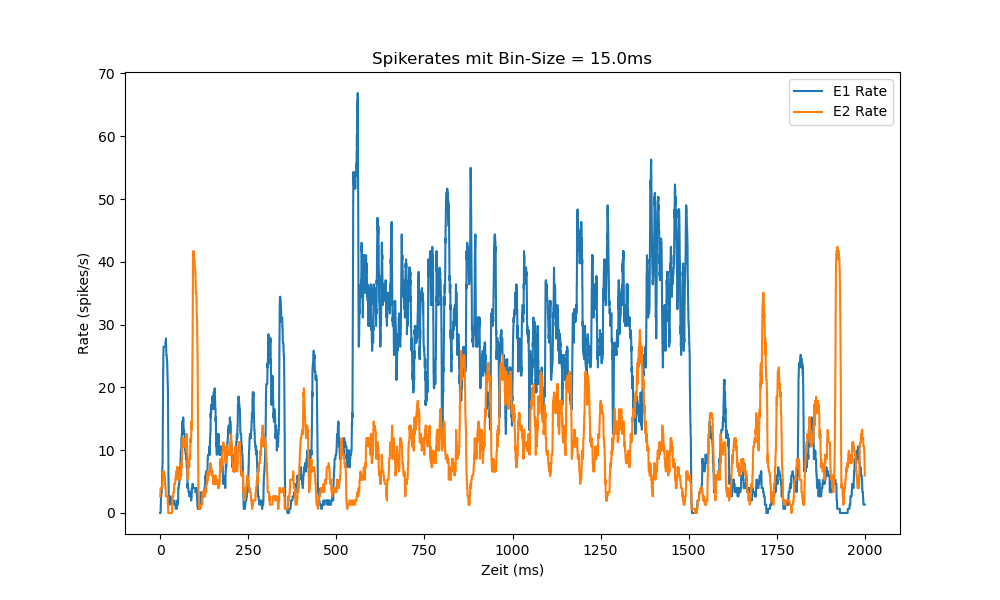 Spikerates mit Bin-Size = 15.0ms
E1 Rate
E2 Rate
Rate (spikes/s)
70
60
50
40
30
20
10
0
0 250 500 750 1000 1250 1500 1750 2000
Zeit (ms)